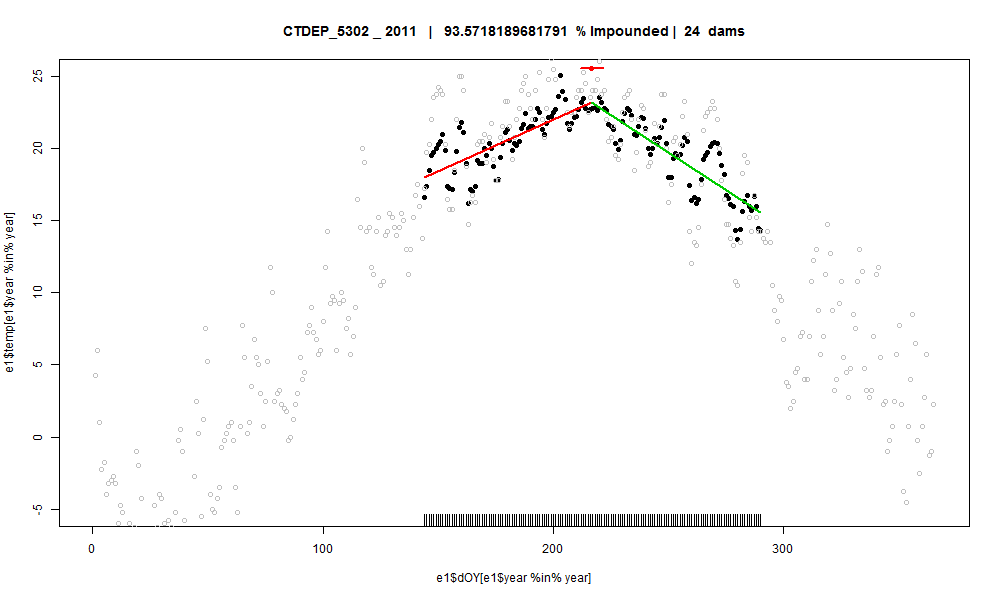 CTDEP_5302 _ 2011 | 93.5718189681791 % Impounded | 24 dams
e1$temp[e1$year %in% year]
25
20
15
10
5
0
-5
0 100 200 300
e1$dOY[e1$year %in% year]